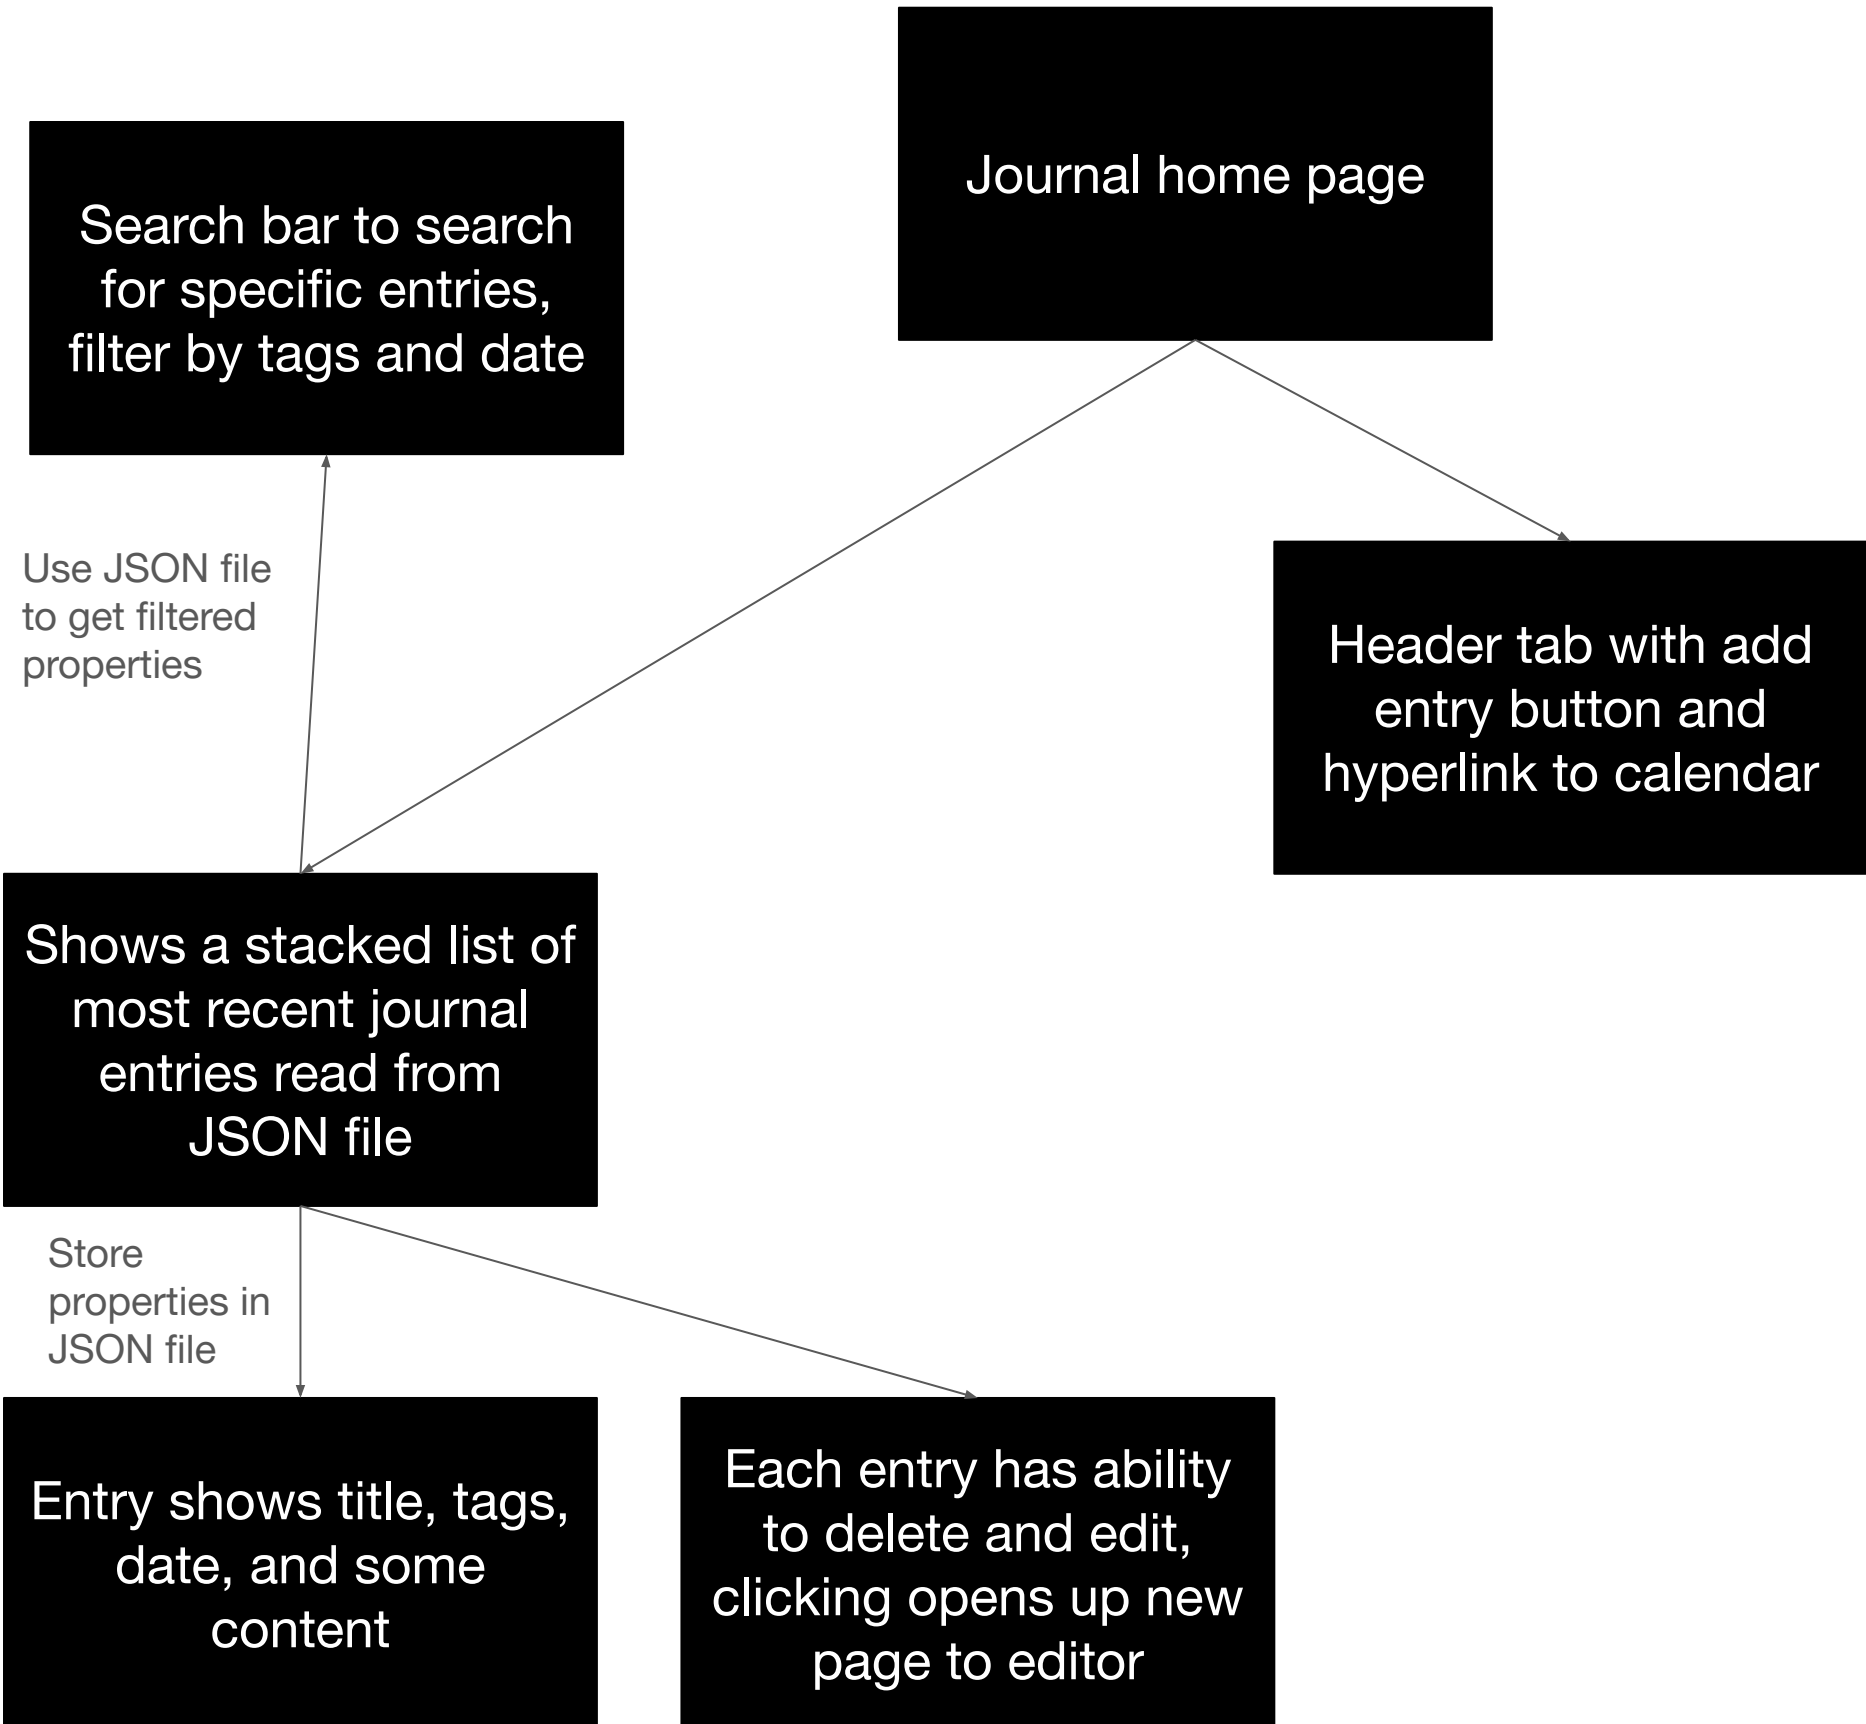 Journal home page
Search bar to search
for specific entries,
filter by tags and date
Use JSON file
to get filtered
properties
Header tab with add
entry button and
hyperlink to calendar
Shows a stacked list of
most recent journal
entries read from
JSON file
Store
properties in
JSON file
Entry shows title, tags,
date, and some
content
Each entry has ability
to delete and edit,
clicking opens up new
page to editor